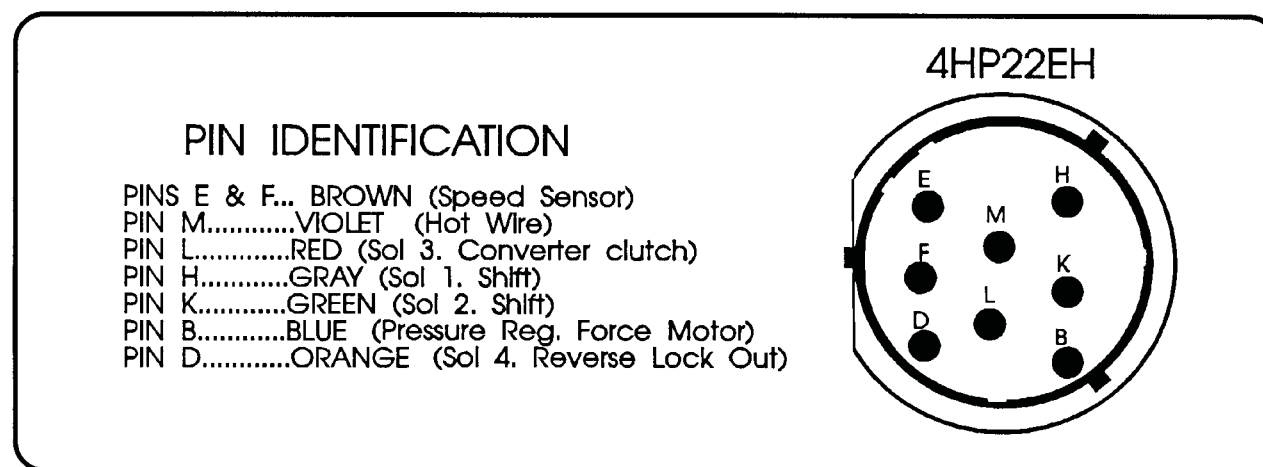 4HP22EH
PIN IDENTIFICATION
PINS E & F... BROWN (Speed Sensor)
PIN M............VIOLET (Hot Wire)
PIN L.............RED (Sol 3. Converter clutch)
PIN H............GRAY (Sol 1. Shift)
PIN K............GREEN (Sol 2. Shift)
PIN B............BLUE (Pressure Reg. Force Motor)
PIN D............ORANGE (Sol 4. Reverse Lock Out)
E
H
M
F
K
L
D
B